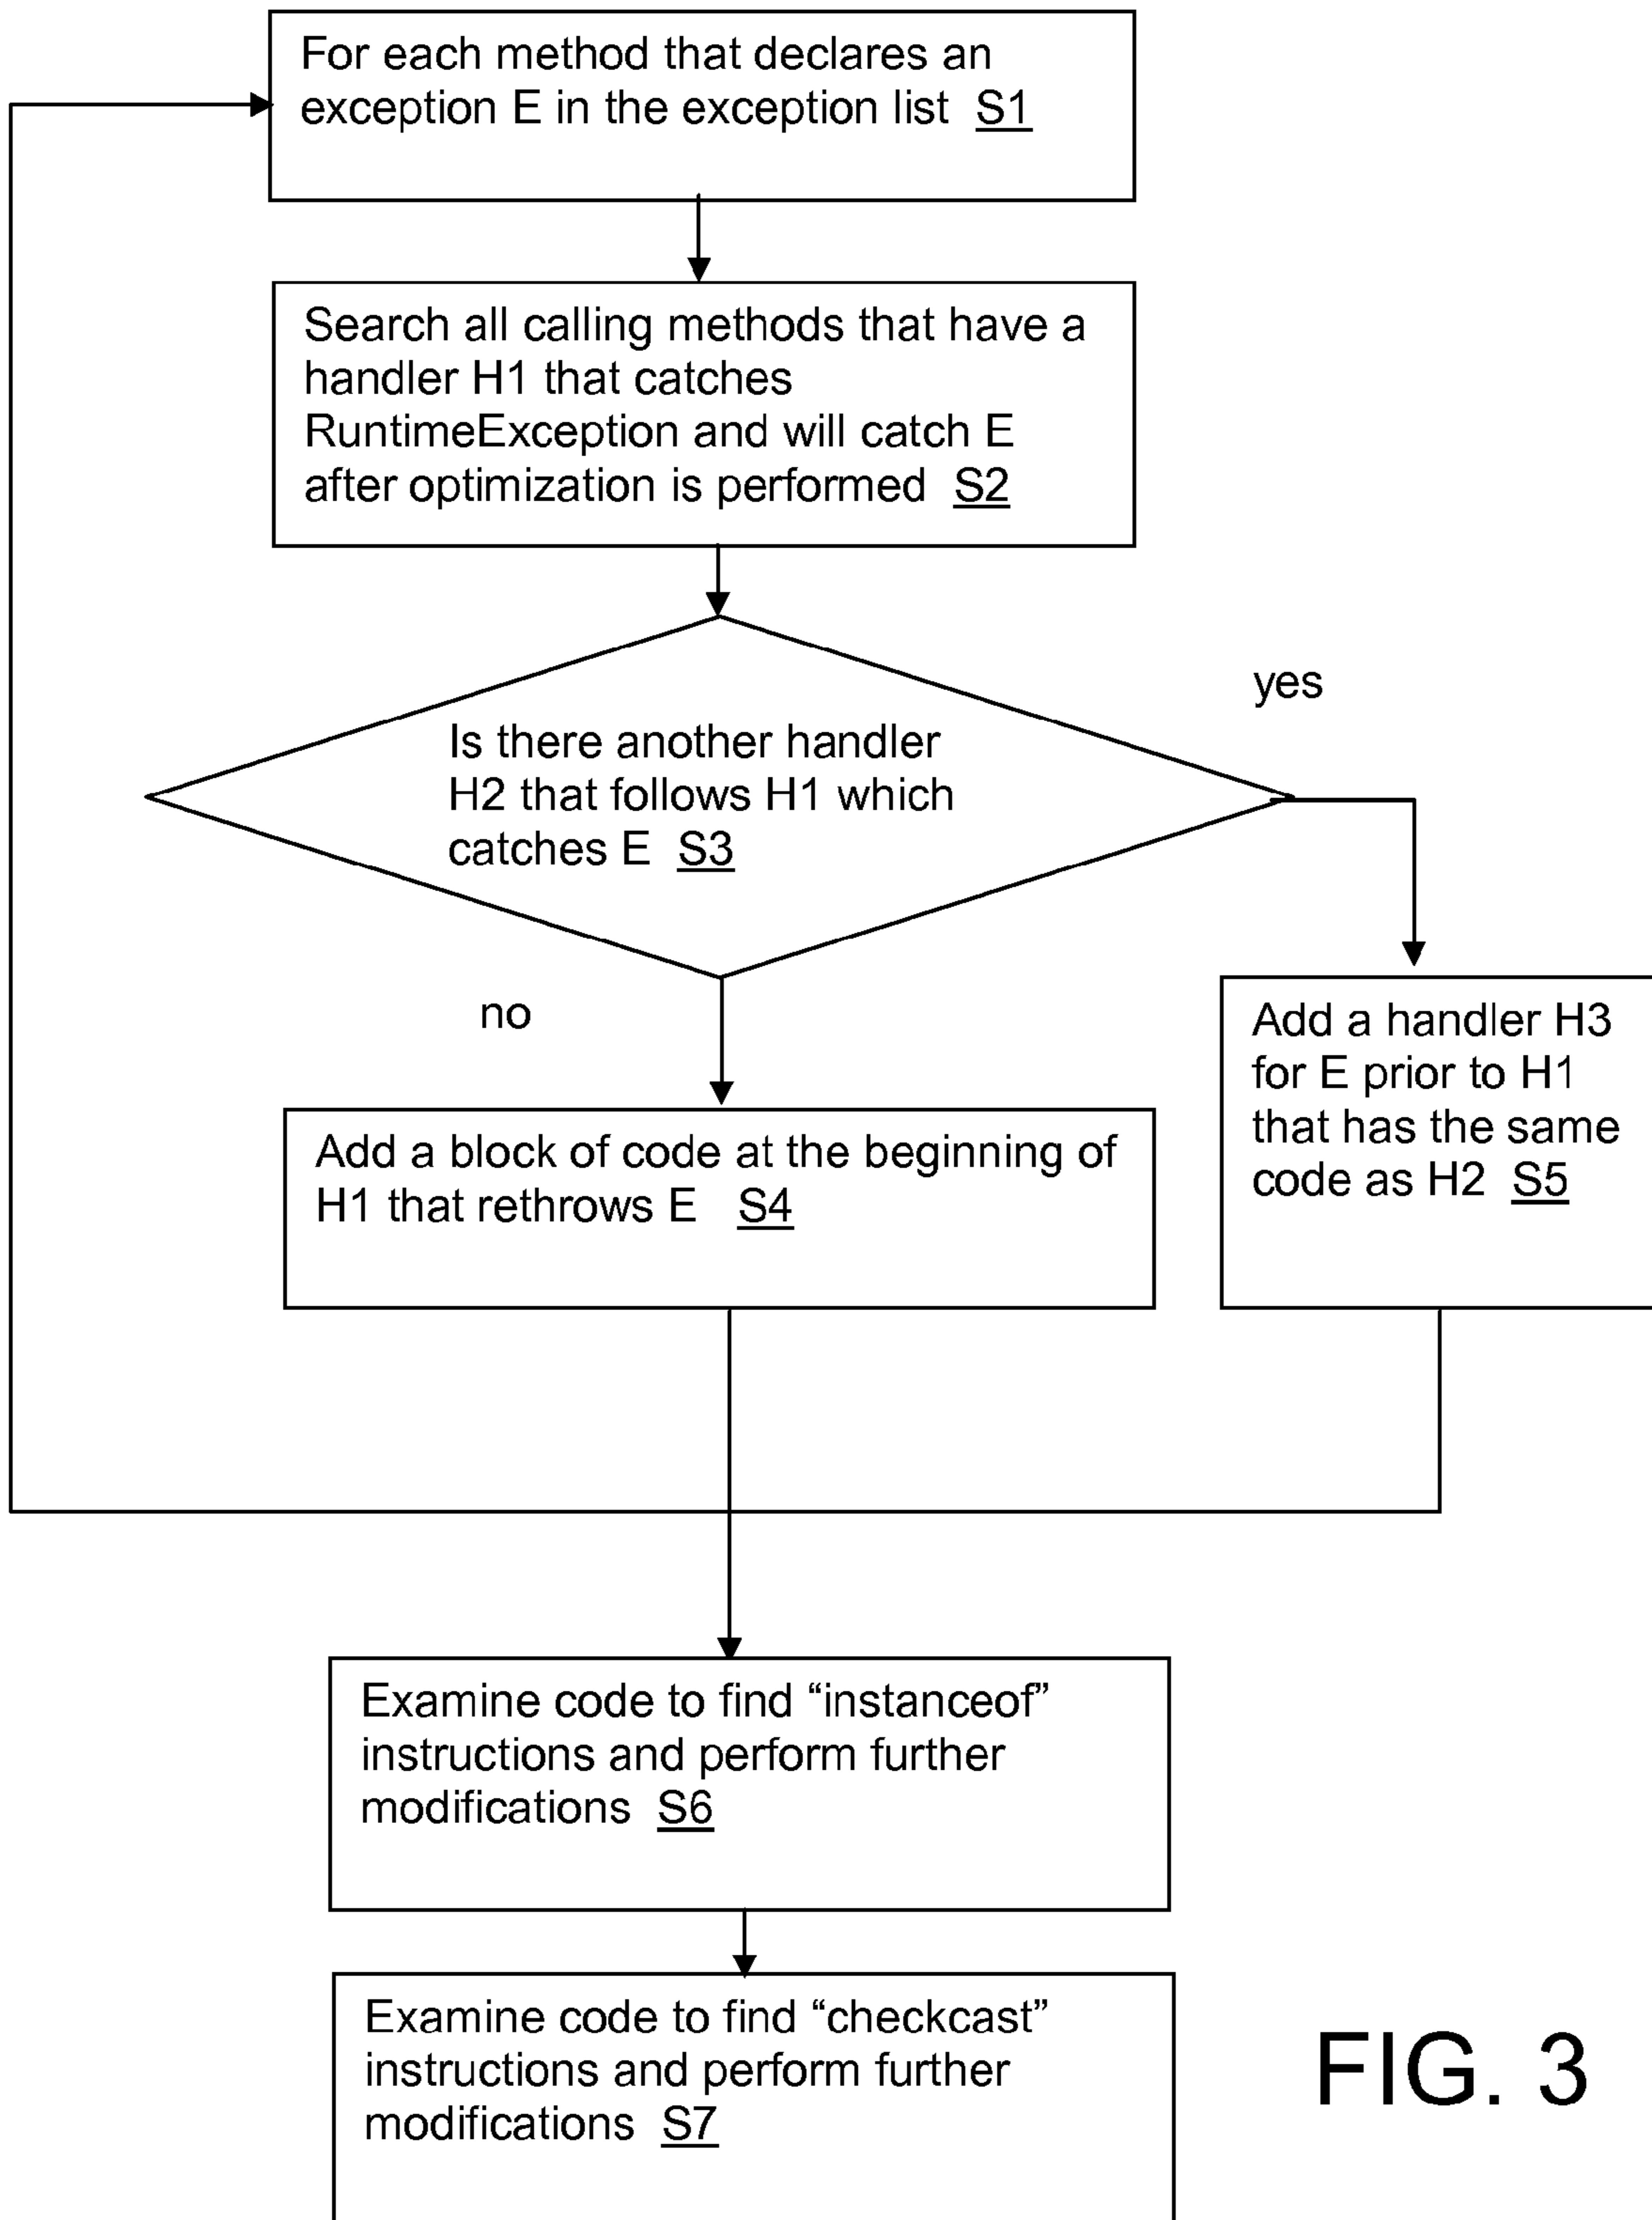 For each method that declares an
exception E in the exception list S1
Search all calling methods that have a
handler H1 that catches
RuntimeException and will catch E
after optimization is performed S2
yes
Is there another handler
H2 that follows H1 which
catches E S3
no
Add a handler H3
for E prior to H1
that has the same
code as H2 S5
Add a block of code at the beginning of
H1 that rethrows E S4
Examine code to find “instanceof”
instructions and perform further
modifications S6
Examine code to find “checkcast”
instructions and perform further
modifications S7
FIG. 3